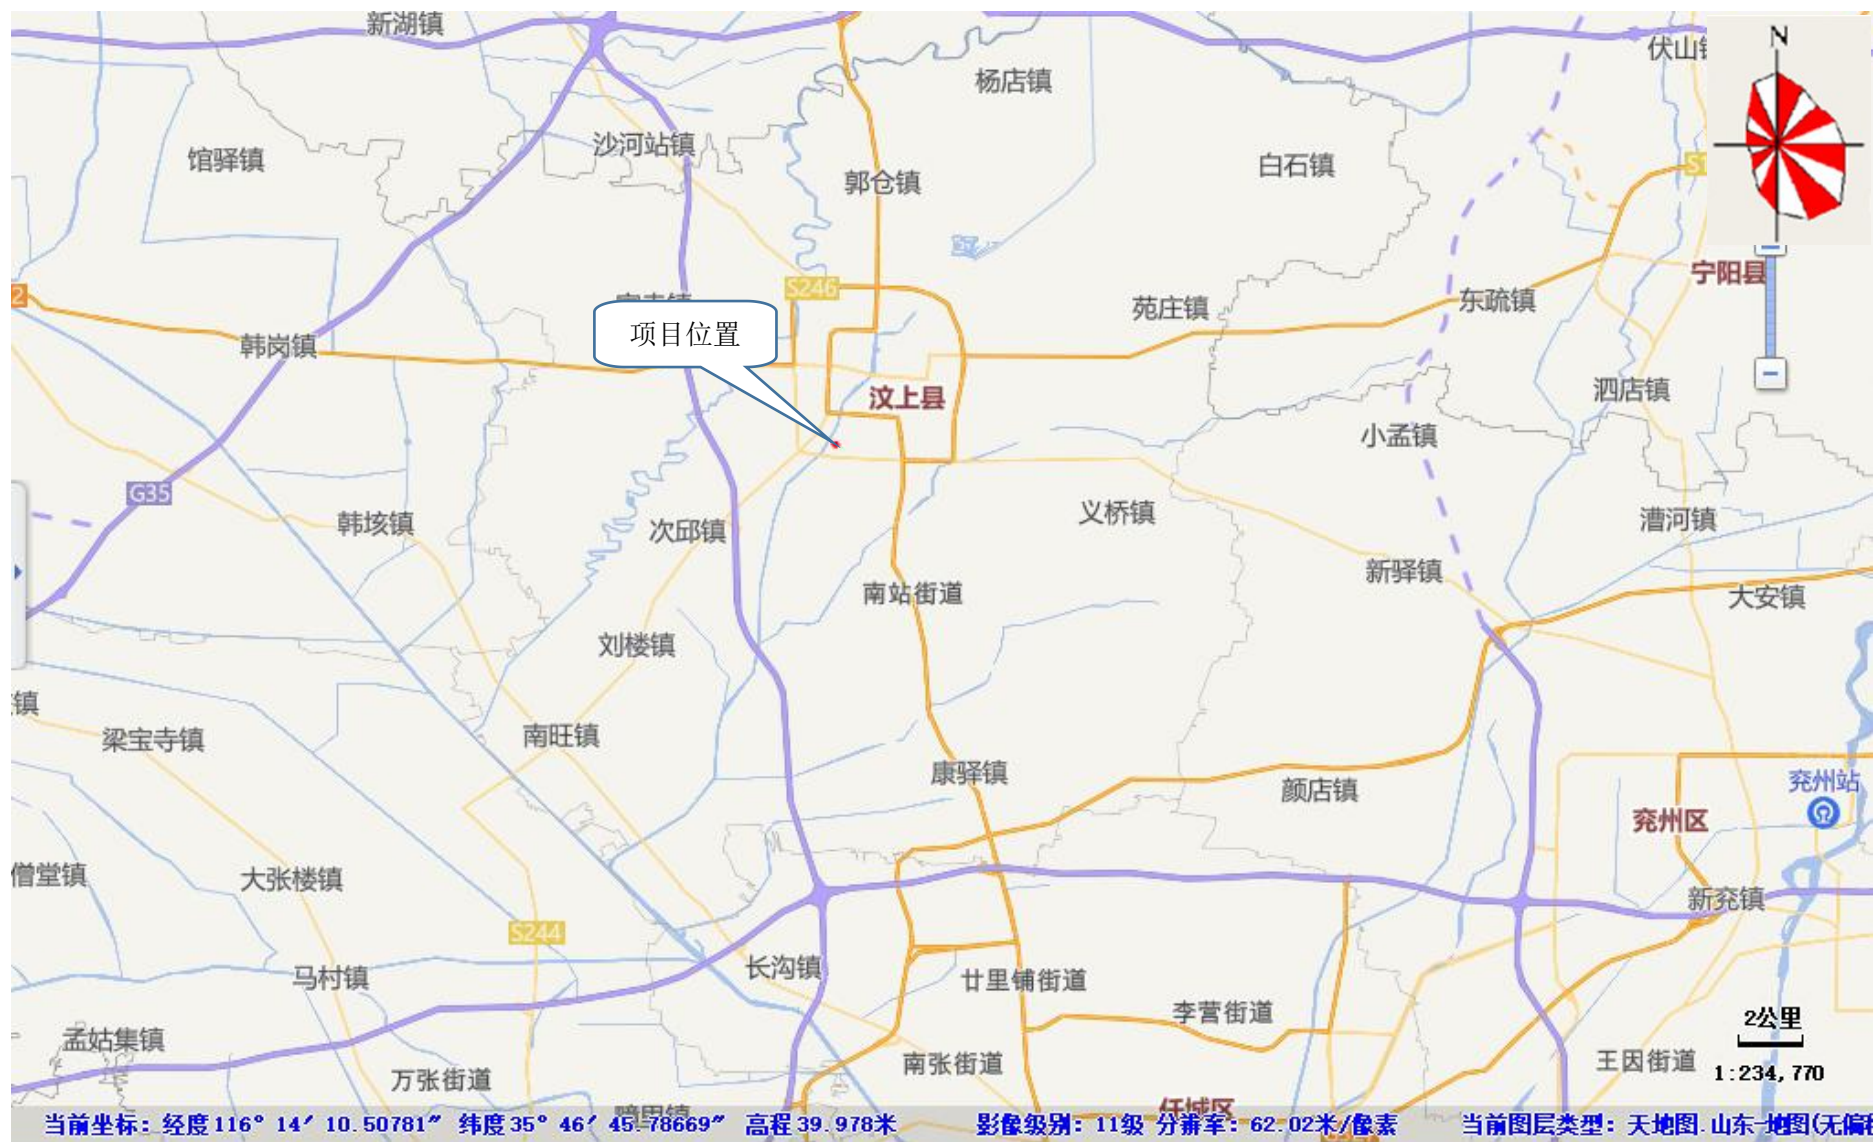 新湖镇
杨店镇
伏山
N
馆驿镇
沙河站镇
郭仓镇
白石镇
S1
宁阳县
2
S246
苑庄镇
东疏镇
韩岗镇
项目位置
汶上县
泗店镇
小孟镇
G35
韩垓镇
次邱镇
义桥镇
漕河镇
南站街道
新驿镇
大安镇
刘楼镇
镇
梁宝寺镇
南旺镇
康驿镇
颜店镇
兖州站
兖州区
僧堂镇
大张楼镇
新兖镇
S244
马村镇
长沟镇
廿里铺街道
李营街道
2公里
孟姑集镇
万张街道
南张街道
王因街道
1:234,770
任城区
当前坐标：经度116° 14′ 10.50781″ 纬度35° 46′ 45.78669″ 高程39.978米 影像级别：11级 分辨率：62.02米/像素 当前图层类型：天地图.山东-地图(无偏